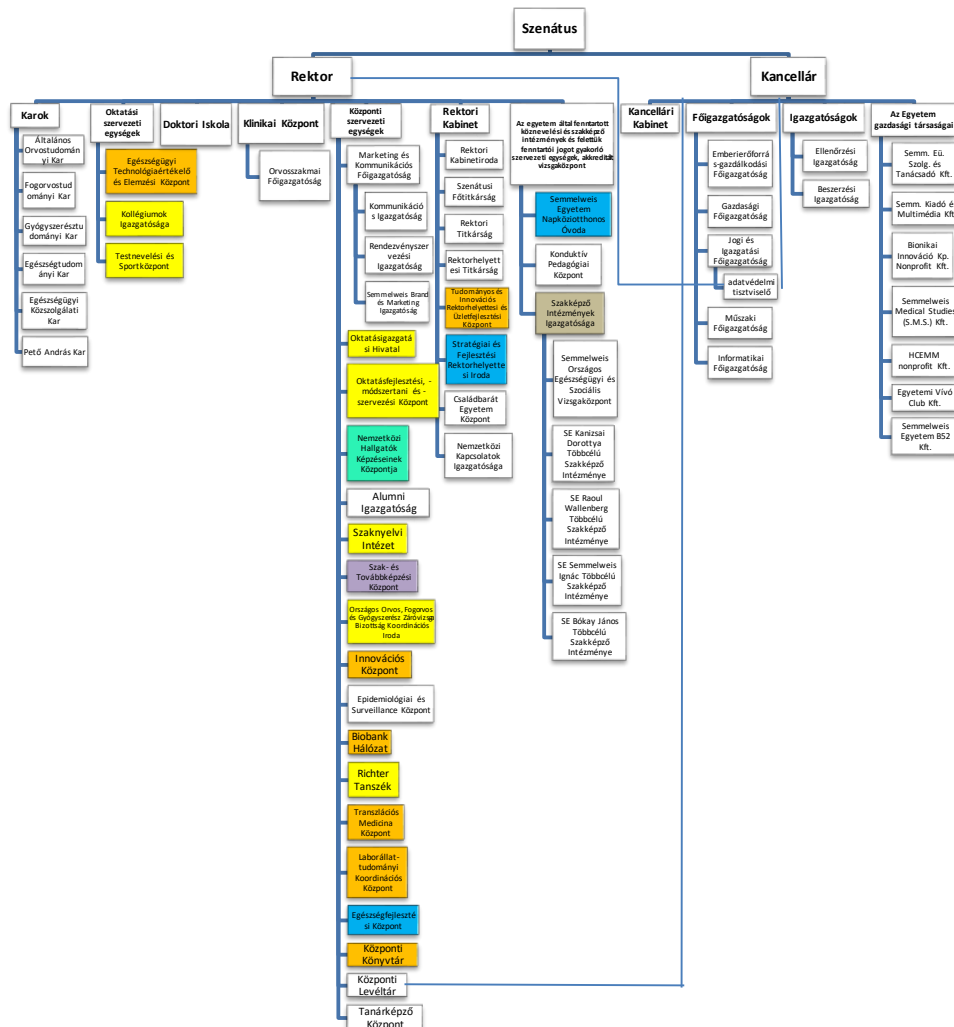 Szenátus
Rektor
Kancellár
Karok
Általános
Orvostudomán
yi Kar
Fogorvostud
ományi Kar
Gyógyszerésztu
dományi Kar
Egészségtudom
ányi Kar
Egészségügyi
Közszolgálati
Kar
Pető András Kar
Oktatási
szervezeti
egységek
Egészségügyi
Technológiaértékelő
és Elemzési Központ
Kollégiumok
Igazgatósága
Testnevelési és
Sportközpont
Doktori Iskola
Klinikai Központ
Orvosszakmai
Főigazgatóság
Központi
szervezeti
egységek
Marketing és
Kommunikációs
Főigazgatóság
Kommunikáció
s Igazgatóság
Rendezvényszer
vezési
Igazgatóság
Semmelweis Brand
és Marketing
Igazgatóság
Oktatásigazgatá
si Hivatal
Oktatásfejlesztési, -
módszertani és -
szervezési Központ
Nemzetközi
Hallgatók
Képzéseinek
Központja
Alumni
Igazgatóság
Szaknyelvi
Intézet
Szak- és
Továbbképzési
Központ
Országos Orvos, Fogorvos
és Gyógyszerész Záróvizsga
Bizottság Koordinációs
Iroda
Innovációs
Központ
Epidemiológiai és
Surveillance Központ
Biobank
Hálózat
Richter
Tanszék
Transzlációs
Medicina
Központ
Laborállat-
tudományi
Koordinációs
Központ
Egészségfejleszté
si Központ
Központi
Könyvtár
Központi
Levéltár
Tanárképző
Központ
Rektori
Kabinet
Rektori
Kabinetiroda
Szenátusi
Főtitkárság
Rektori
Titkárság
Rektorhelyett
esi Titkárság
Tudományos és
Innovációs
Rektorhelyettesi és
Üzletfejlesztési
Központ
Stratégiai és
Fejlesztési
Rektorhelyette
si Iroda
Családbarát
Egyetem
Központ
Nemzetközi
Kapcsolatok
Igazgatósága
Az egyetem által fenntartott
köznevelési és szakképző
intézmények és felettük
fenntartói jogot gyakorló
szervezeti egységek, akkreditált
vizsgaközpont
Semmelweis
Egyetem
Napköziotthonos
Óvoda
Konduktív
Pedagógiai
Központ
Szakképző
Intézmények
Igazgatósága
Semmelweis
Országos
Egészségügyi és
Szociális
Vizsgaközpont
SE Kanizsai
Dorottya
Többcélú
Szakképző
Intézménye
SE Raoul
Wallenberg
Többcélú
Szakképző
Intézménye
SE Semmelweis
Ignác Többcélú
Szakképző
Intézménye
SE Bókay János
Többcélú
Szakképző
Intézménye
Kancellári
Kabinet
Főigazgatóságok
Emberierőforrá
s-gazdálkodási
Főigazgatóság
Gazdasági
Főigazgatóság
Jogi és
Igazgatási
Főigazgatóság
adatvédelmi
tisztviselő
Műszaki
Főigazgatóság
Informatikai
Főigazgatóság
Igazgatóságok
Ellenőrzési
Igazgatóság
Beszerzési
Igazgatóság
Az Egyetem
gazdasági társaságai
Semm. Eü.
Szolg. és
Tanácsadó Kft.
Semm. Kiadó és
Multimédia Kft.
Bionikai
Innováció Kp.
Nonprofit Kft.
Semmelweis
Medical Studies
(S.M.S.) Kft.
HCEMM
nonprofit Kft.
Egyetemi Vívó
Club Kft.
Semmelweis
Egyetem B52
Kft.